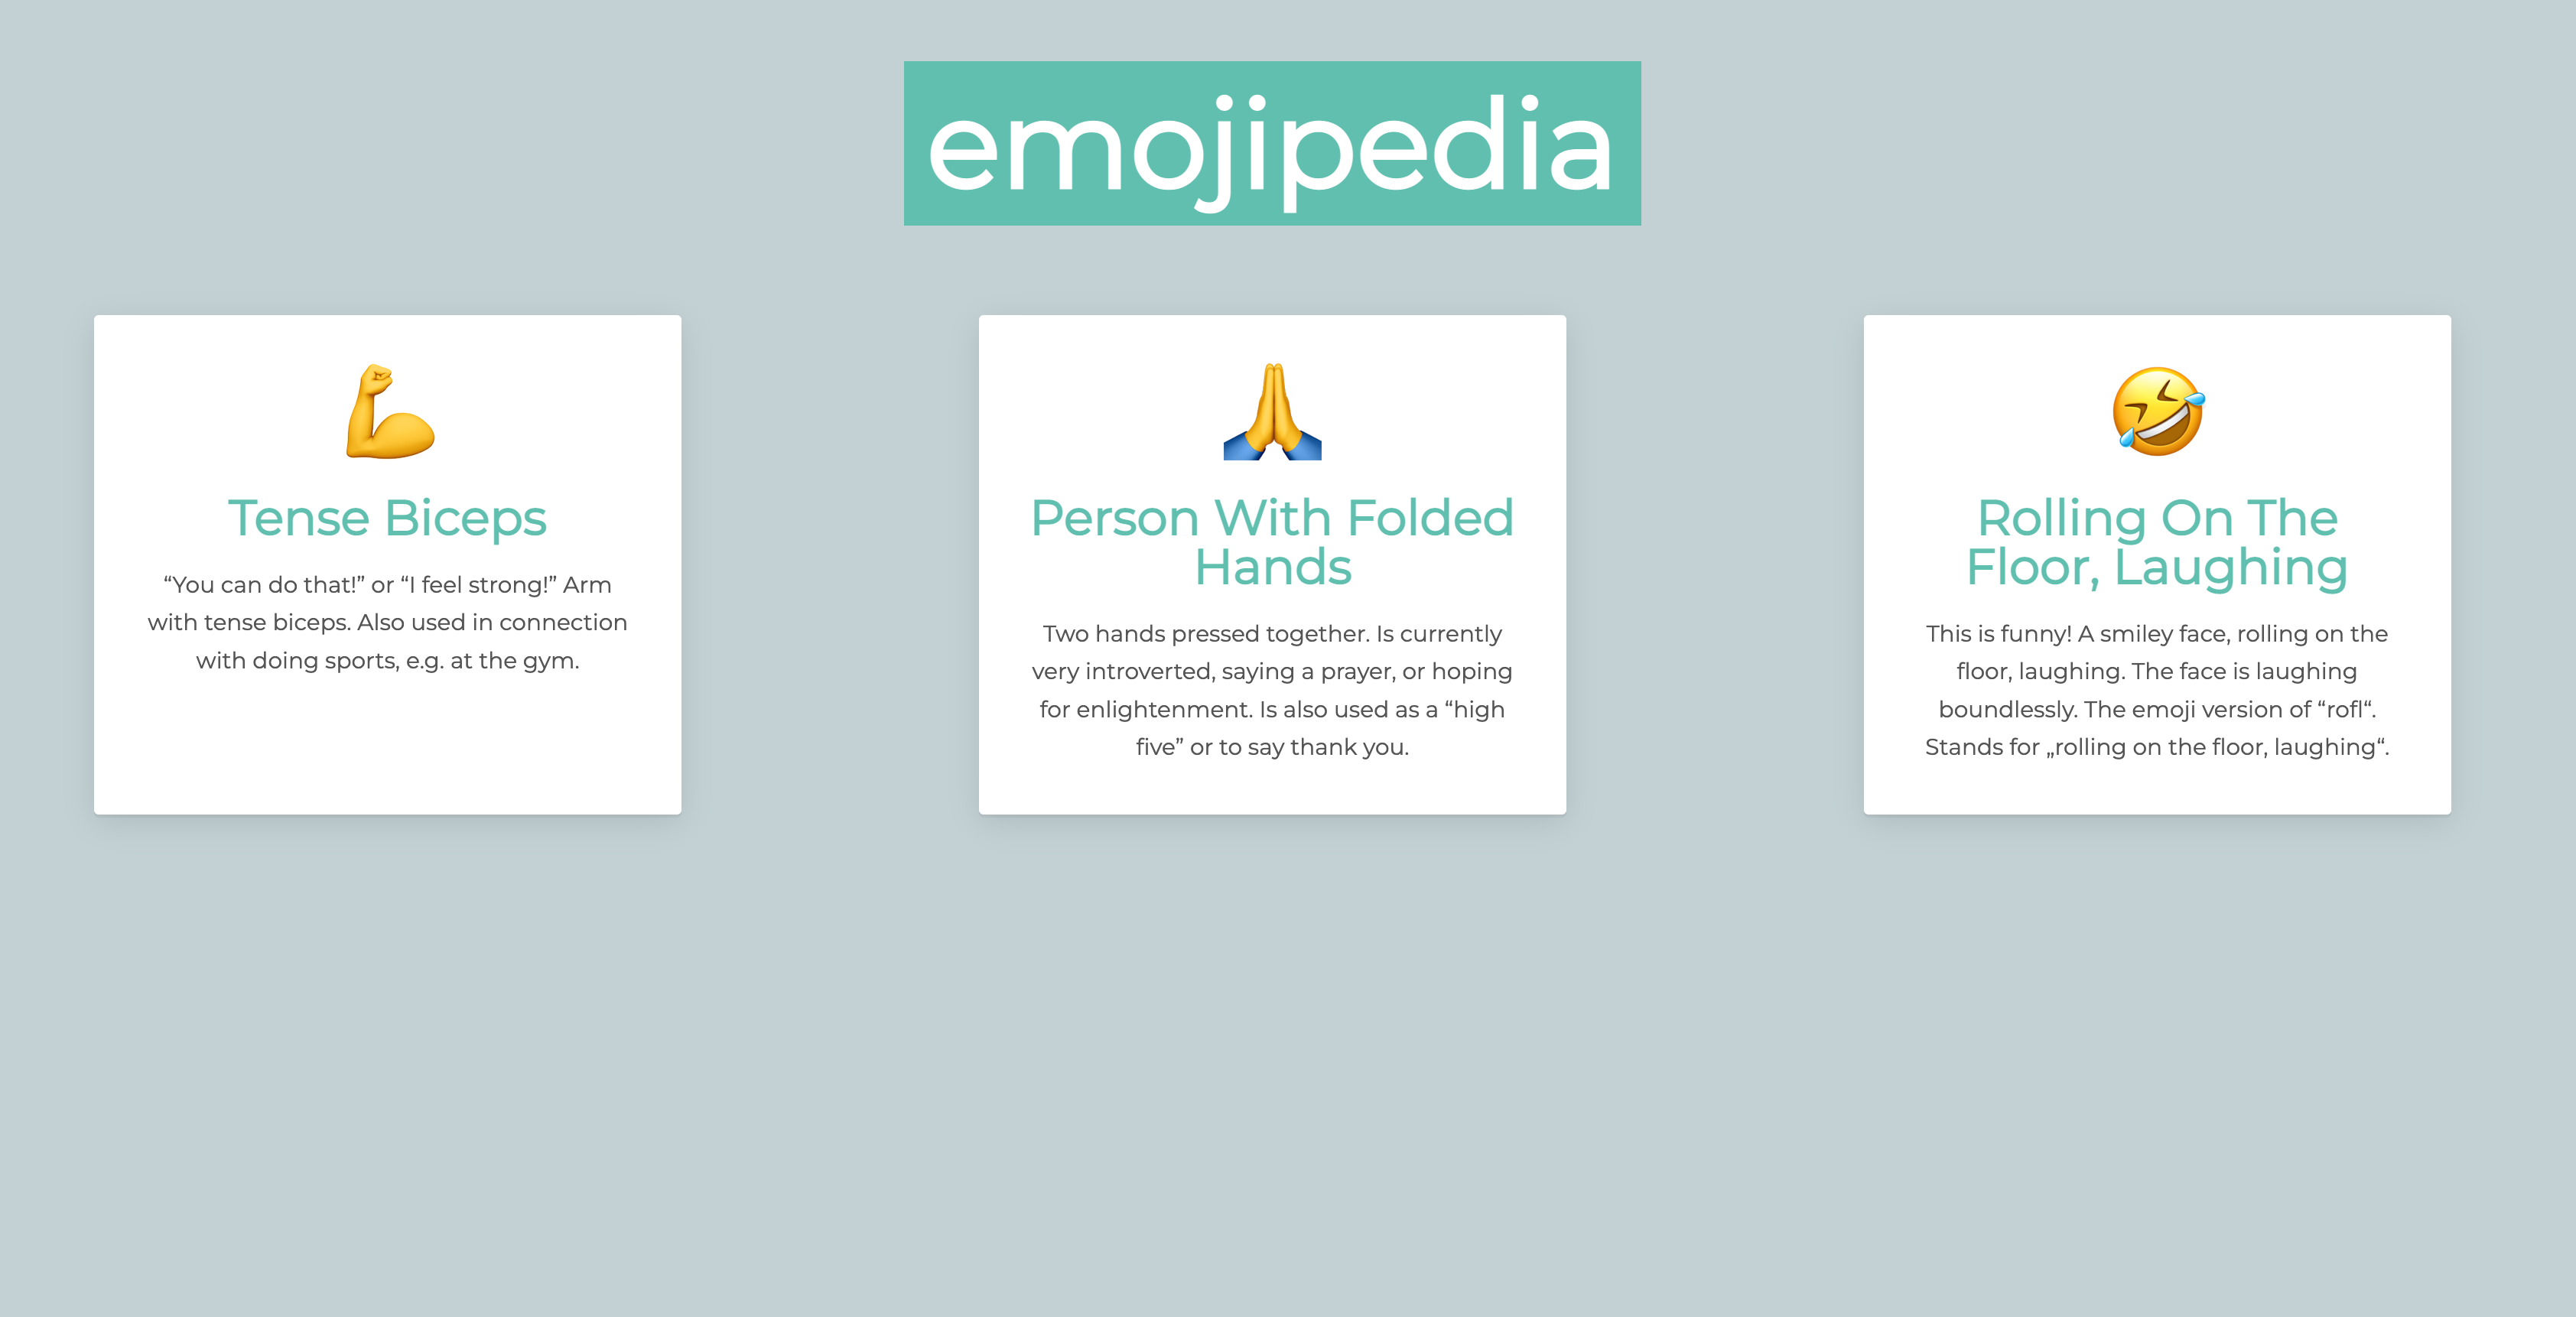 emojipedia
Tense Biceps
“You can do that!” or “I feel strong!” Arm
with tense biceps. Also used in connection
with doing sports, e.g. at the gym.
Person With Folded
Hands
Two hands pressed together. Is currently
very introverted, saying a prayer, or hoping
for enlightenment. Is also used as a “high
five” or to say thank you.
Rolling On The
Floor, Laughing
This is funny! A smiley face, rolling on the
floor, laughing. The face is laughing
boundlessly. The emoji version of “rofl“.
Stands for „rolling on the floor, laughing“.